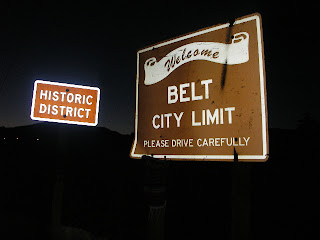 HISTORIC
DISTRICT
Welcome
BELT
CITY LIMIT
PLEASE DRIVE CAREFULLY